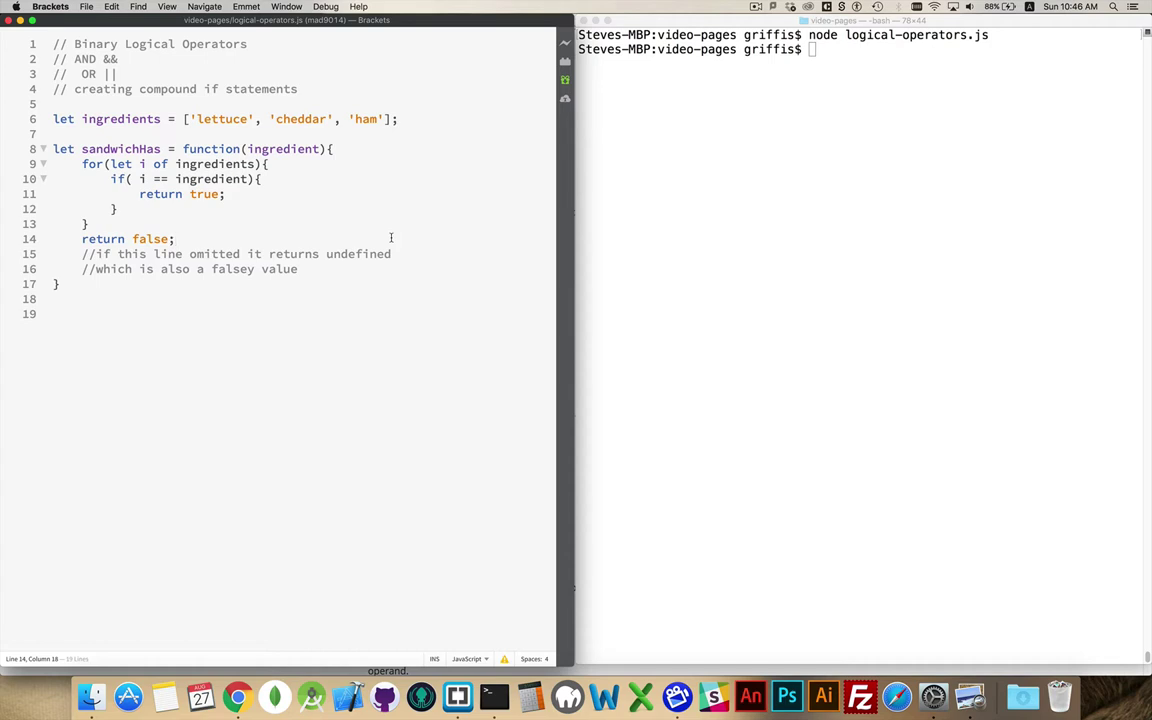 Brackets File Edit Find View Navigate Emmet Window Debug Help
88% Sun 10:46 AM
video-pages/logical-operators.js (mad9014) — Brackets
video-pages — -bash — 78×44
1 // Binary Logical Operators
2 // AND &&
3 //  OR ||
4 // creating compound if statements
5
6 let ingredients = ['lettuce', 'cheddar', 'ham'];
7
8 let sandwichHas = function(ingredient){
9     for(let i of ingredients){
10         if( i == ingredient){
11             return true;
12         }
13     }
14     return false;
15     //if this line omitted it returns undefined
16     //which is also a falsey value
17 }
18
19
Steves-MBP:video-pages griffis$ node logical-operators.js
Steves-MBP:video-pages griffis$
Line 14, Column 18 — 19 Lines
INS JavaScript Spaces: 4
operand.
AUG
27
An Ps Ai Fz